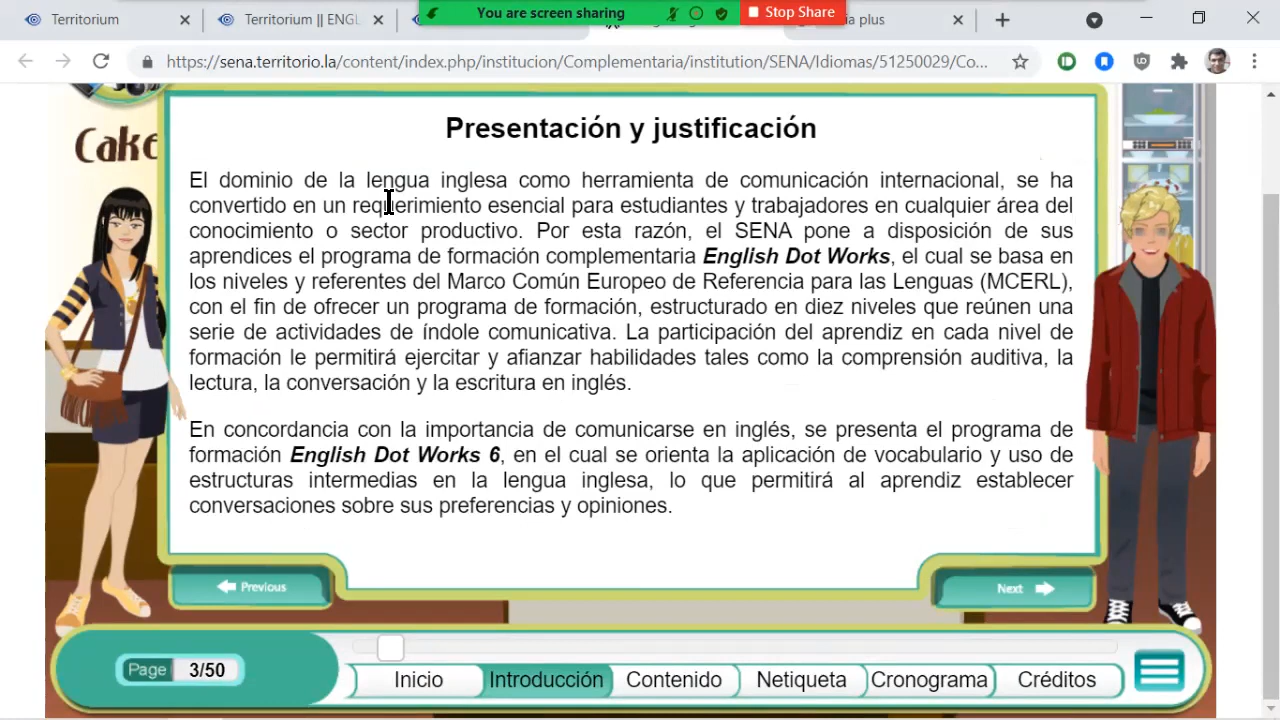 Territorium
Territorium || ENGL
You are screen sharing
Stop Share
a plus
https://sena.territorio.la/content/index.php/institucion/Complementaria/institution/SENA/Idiomas/51250029/Co...
Cake
Presentación y justificación
El dominio de la lengua inglesa como herramienta de comunicación internacional, se ha
convertido en un requerimiento esencial para estudiantes y trabajadores en cualquier área del
conocimiento o sector productivo. Por esta razón, el SENA pone a disposición de sus
aprendices el programa de formación complementaria English Dot Works, el cual se basa en
los niveles y referentes del Marco Común Europeo de Referencia para las Lenguas (MCERL),
con el fin de ofrecer un programa de formación, estructurado en diez niveles que reúnen una
serie de actividades de índole comunicativa. La participación del aprendiz en cada nivel de
formación le permitirá ejercitar y afianzar habilidades tales como la comprensión auditiva, la
lectura, la conversación y la escritura en inglés.
En concordancia con la importancia de comunicarse en inglés, se presenta el programa de
formación English Dot Works 6, en el cual se orienta la aplicación de vocabulario y uso de
estructuras intermedias en la lengua inglesa, lo que permitirá al aprendiz establecer
conversaciones sobre sus preferencias y opiniones.
Previous
Next
Page 3/50
Inicio Introducción Contenido Netiqueta Cronograma Créditos